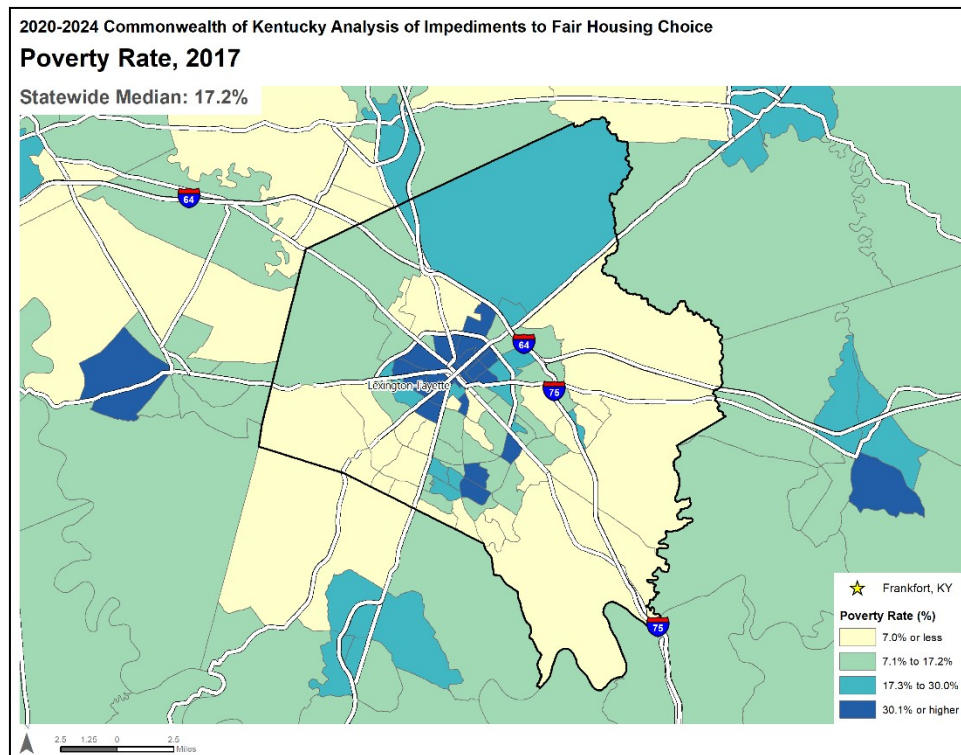 2020-2024 Commonwealth of Kentucky Analysis of Impediments to Fair Housing Choice
Poverty Rate, 2017
Statewide Median: 17.2%
64
64
Lexington-Fayette
75
75
Frankfort, KY
Poverty Rate (%)
7.0% or less
7.1% to 17.2%
17.3% to 30.0%
30.1% or higher
2.5 1.25 0 2.5
Miles